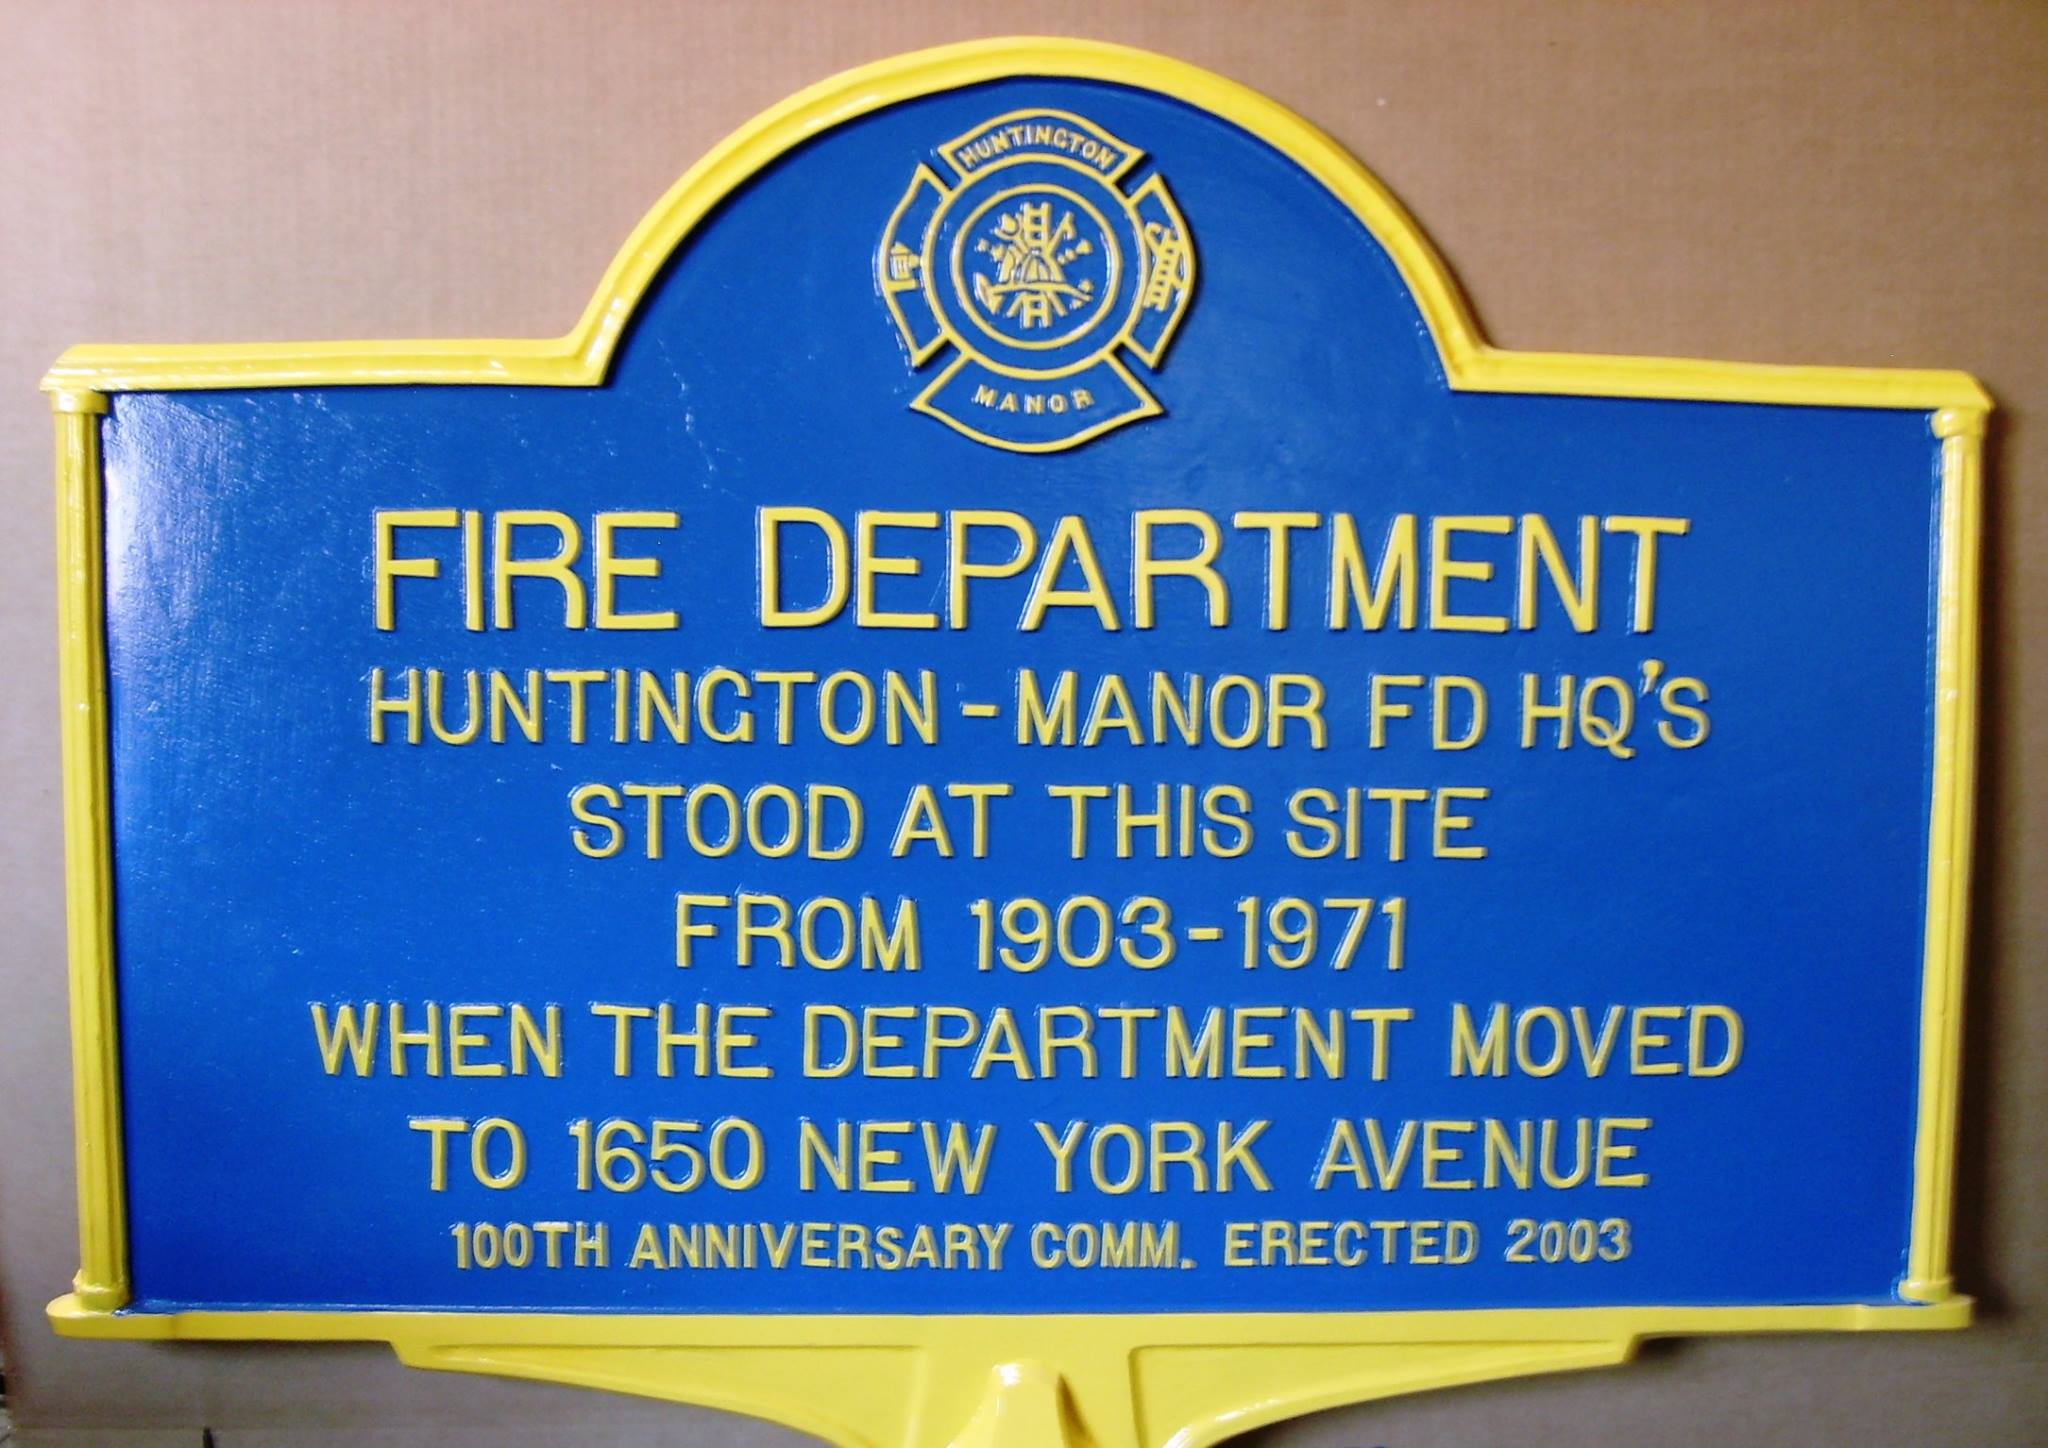 HUNTINGTON
MANOR
FIRE DEPARTMENT
HUNTINGTON - MANOR FD HQ'S
STOOD AT THIS SITE
FROM 1903-1971
WHEN THE DEPARTMENT MOVED
TO 1650 NEW YORK AVENUE
100TH ANNIVERSARY COMM. ERECTED 2003